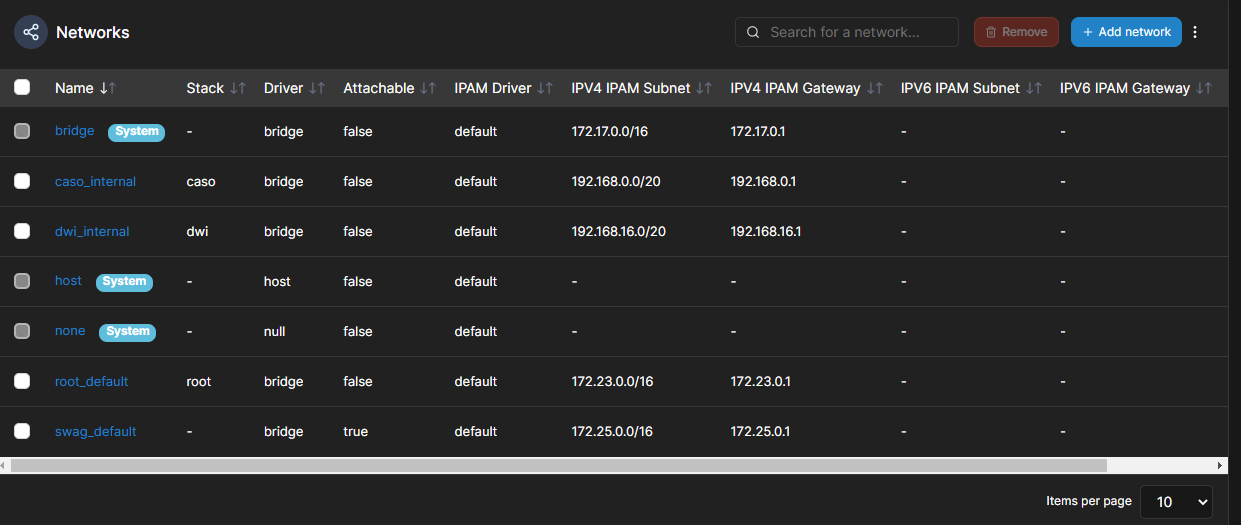 Networks Search for a network... Remove + Add network
Name Stack Driver Attachable IPAM Driver IPV4 IPAM Subnet IPV4 IPAM Gateway IPV6 IPAM Subnet IPV6 IPAM Gateway
bridge System - bridge false default 172.17.0.0/16 172.17.0.1 - -
caso_internal caso bridge false default 192.168.0.0/20 192.168.0.1 - -
dwi_internal dwi bridge false default 192.168.16.0/20 192.168.16.1 - -
host System - host false default - - - -
none System - null false default - - - -
root_default root bridge false default 172.23.0.0/16 172.23.0.1 - -
swag_default - bridge true default 172.25.0.0/16 172.25.0.1 - -
Items per page 10